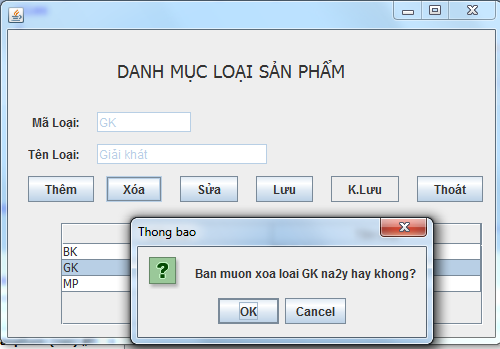 DANH MỤC LOẠI SẢN PHẨM
Mã Loại: GK
Tên Loại: Giải khát
Thêm Xóa Sửa Lưu K.Lưu Thoát
Thong bao
BK
GK
MP
Ban muon xoa loai GK na2y hay khong?
OK Cancel